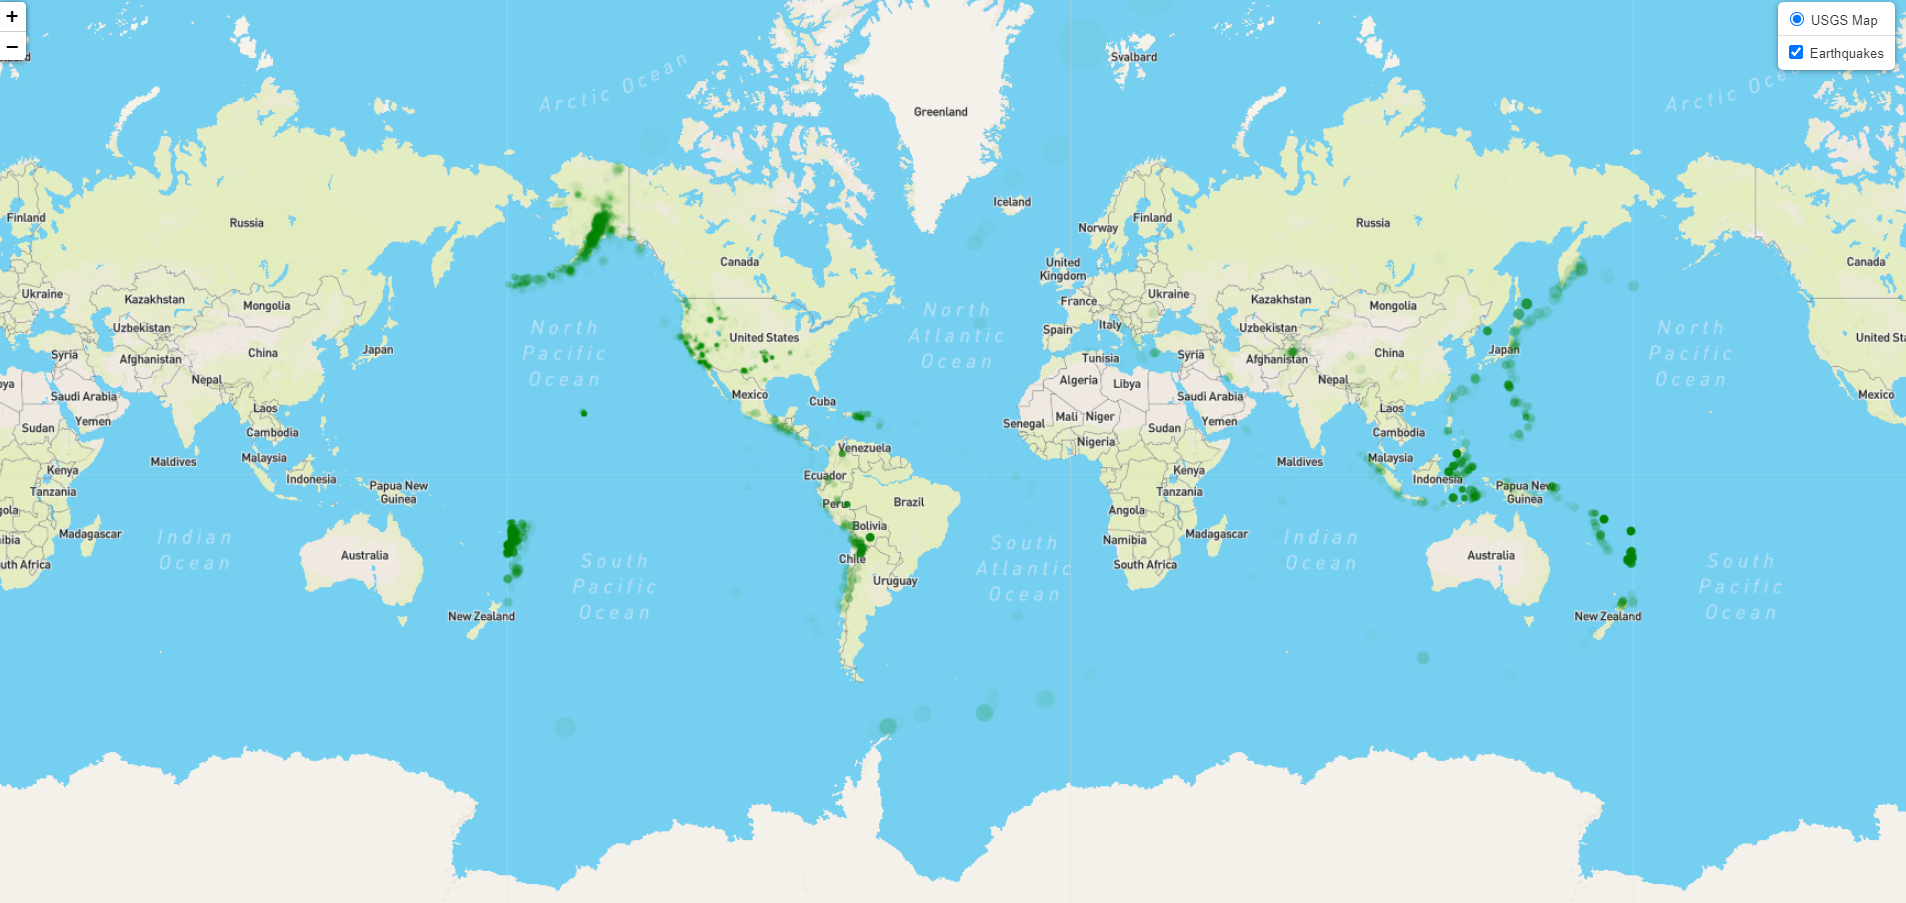 +
−
USGS Map
Earthquakes
Arctic Ocean
Svalbard
Greenland
Iceland
Finland
Russia
Norway
Finland
Russia
Canada
Canada
United
Kingdom
Ukraine
Kazakhstan
Mongolia
Uzbekistan
Syria
Afghanistan
China
Japan
Nepal
Saudi Arabia
Yemen
Laos
Sudan
Cambodia
Kenya
Maldives
Malaysia
Indonesia
Tanzania
Papua New
Guinea
Madagascar
Indian
Ocean
Australia
New Zealand
North
Pacific
Ocean
South
Pacific
Ocean
United States
Mexico
Cuba
Venezuela
Ecuador
Peru
Brazil
Bolivia
Chile
Uruguay
North
Atlantic
Ocean
South
Atlantic
Ocean
France
Ukraine
Spain
Italy
Tunisia
Syria
Algeria
Libya
Saudi Arabia
Senegal
Mali
Niger
Sudan
Yemen
Nigeria
Kenya
Tanzania
Angola
Namibia
Madagascar
South Africa
Kazakhstan
Mongolia
Uzbekistan
Afghanistan
China
Japan
Nepal
Laos
Cambodia
Maldives
Malaysia
Indonesia
Papua New
Guinea
Indian
Ocean
Australia
New Zealand
North
Pacific
Ocean
South
Pacific
Ocean
Mexico
United Sta
Arctic Oce
ya
gola
ibia
uth Africa